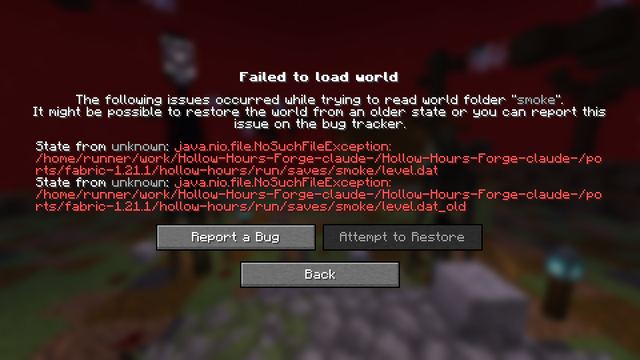 Failed to load world
The following issues occurred while trying to read world folder "smoke".
It might be possible to restore the world from an older state or you can report this
issue on the bug tracker.
State from unknown: java.nio.file.NoSuchFileException:
/home/runner/work/Hollow-Hours-Forge-claude-/Hollow-Hours-Forge-claude-/po
rts/fabric-1.21.1/hollow-hours/run/saves/smoke/level.dat
State from unknown: java.nio.file.NoSuchFileException:
/home/runner/work/Hollow-Hours-Forge-claude-/Hollow-Hours-Forge-claude-/po
rts/fabric-1.21.1/hollow-hours/run/saves/smoke/level.dat_old
Report a Bug
Attempt to Restore
Back